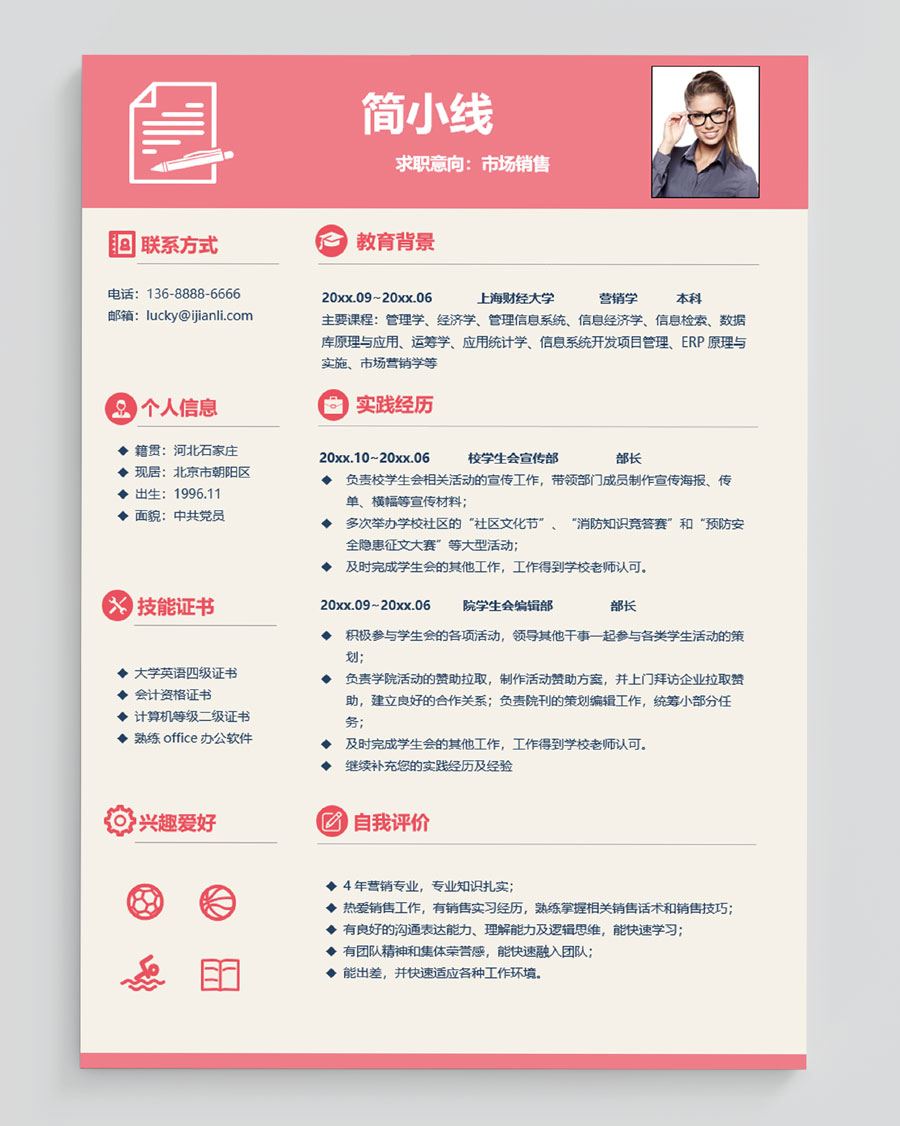 简小线
求职意向：市场销售
联系方式
电话：136-8888-6666
邮箱：lucky@ijianli.com
个人信息
籍贯：河北石家庄
现居：北京市朝阳区
出生：1996.11
面貌：中共党员
技能证书
大学英语四级证书
会计资格证书
计算机等级二级证书
熟练 office 办公软件
兴趣爱好
教育背景
20xx.09~20xx.06 上海财经大学 营销学 本科
主要课程：管理学、经济学、管理信息系统、信息经济学、信息检索、数据
库原理与应用、运筹学、应用统计学、信息系统开发项目管理、ERP 原理与
实施、市场营销学等
实践经历
20xx.10~20xx.06 校学生会宣传部 部长
负责校学生会相关活动的宣传工作，带领部门成员制作宣传海报、传
单、横幅等宣传材料；
多次举办学校社区的“社区文化节”、“消防知识竞答赛”和“预防安
全隐患征文大赛”等大型活动；
及时完成学生会的其他工作，工作得到学校老师认可。
20xx.09~20xx.06 院学生会编辑部 部长
积极参与学生会的各项活动，领导其他干事一起参与各类学生活动的策
划；
负责学院活动的赞助拉取，制作活动赞助方案，并上门拜访企业拉取赞
助，建立良好的合作关系；负责院刊的策划编辑工作，统筹小部分任
务；
及时完成学生会的其他工作，工作得到学校老师认可。
继续补充您的实践经历及经验
自我评价
4 年营销专业，专业知识扎实；
热爱销售工作，有销售实习经历，熟练掌握相关销售话术和销售技巧；
有良好的沟通表达能力、理解能力及逻辑思维，能快速学习；
有团队精神和集体荣誉感，能快速融入团队；
能出差，并快速适应各种工作环境。